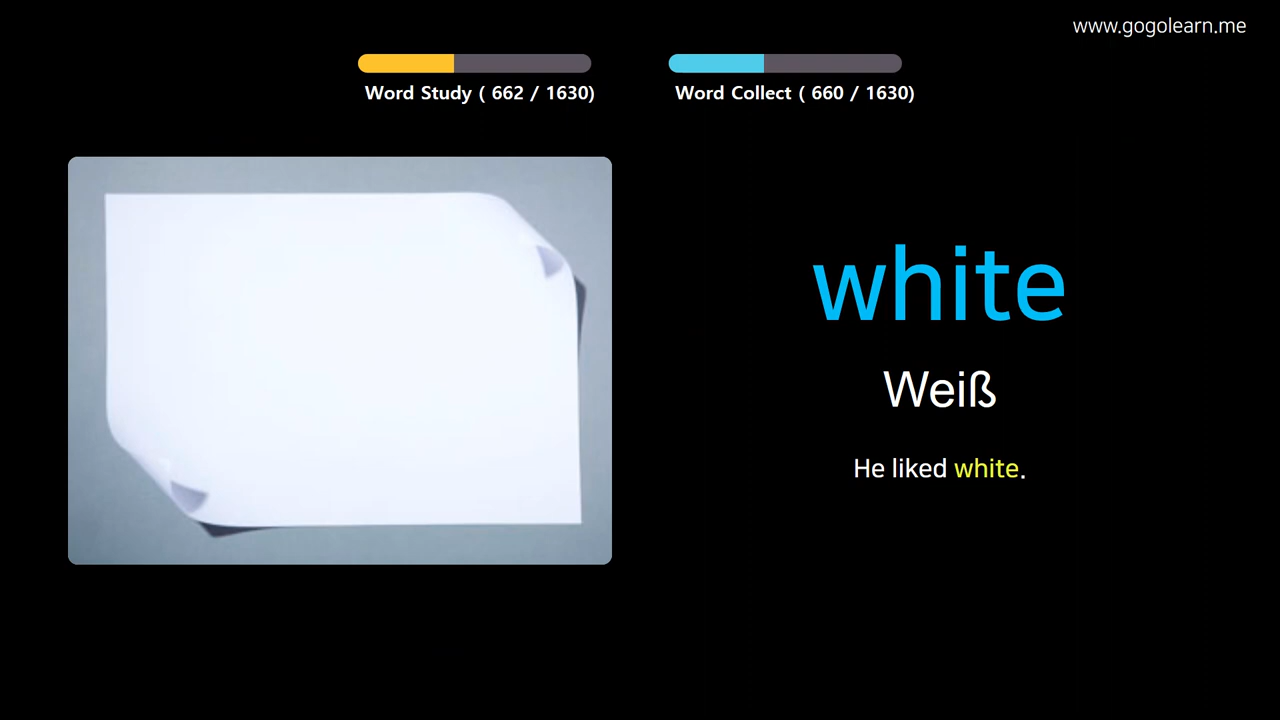 www.gogolearn.me
Word Study ( 662 / 1630)
Word Collect ( 660 / 1630)
white
Weiß
He liked white.